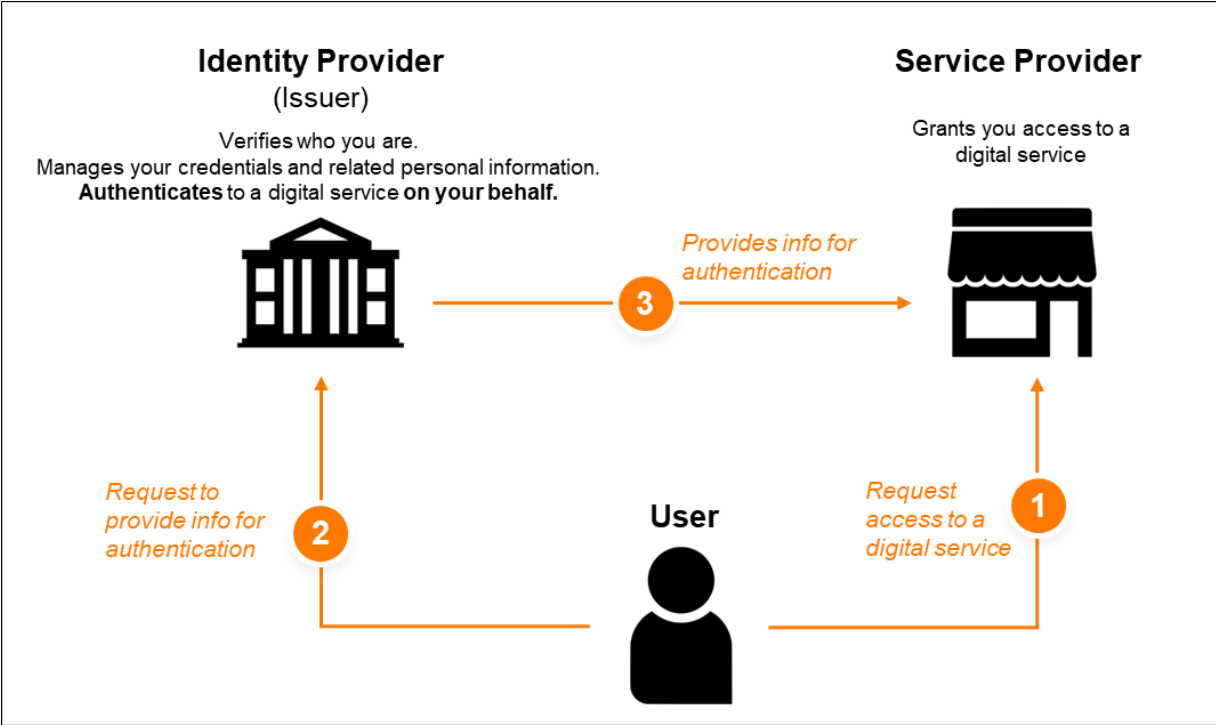 Identity Provider
(Issuer)
Verifies who you are.
Manages your credentials and related personal information.
Authenticates to a digital service on your behalf.
Service Provider
Grants you access to a
digital service
Provides info for
authentication
3
Request to
provide info for
authentication
2
User
Request
access to a
digital service
1